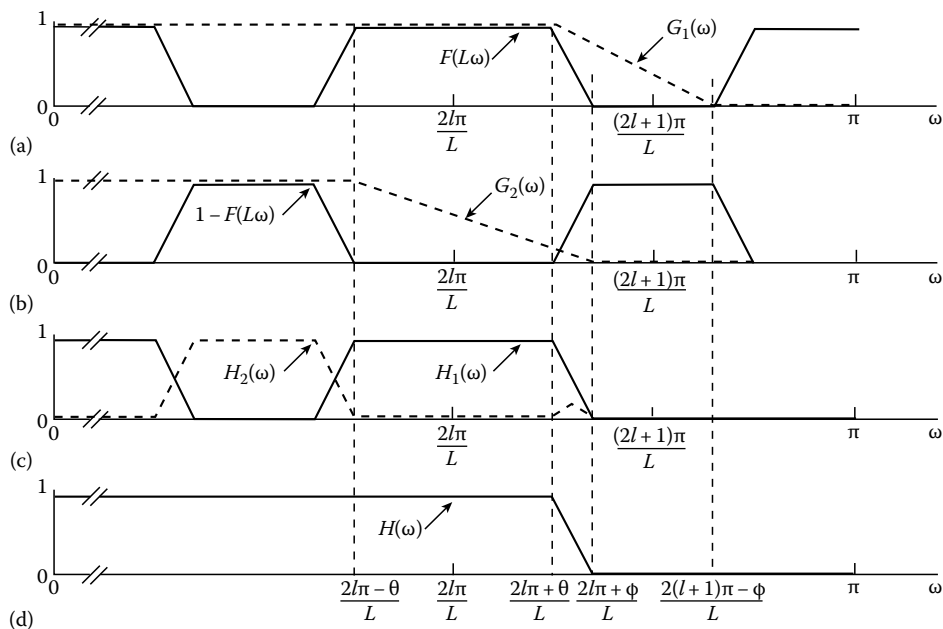 1
G₁(ω)
F(Lω)
0
0
2lπ/L
(2l + 1)π/L
π
ω
(a)
1
G₂(ω)
1 – F(Lω)
0
0
2lπ/L
(2l + 1)π/L
π
ω
(b)
1
H₂(ω)
H₁(ω)
0
0
2lπ/L
(2l + 1)π/L
π
ω
(c)
1
H(ω)
0
0
2lπ – θ/L
2lπ/L
2lπ + θ/L
2lπ + ϕ/L
2(l + 1)π – ϕ/L
π
ω
(d)